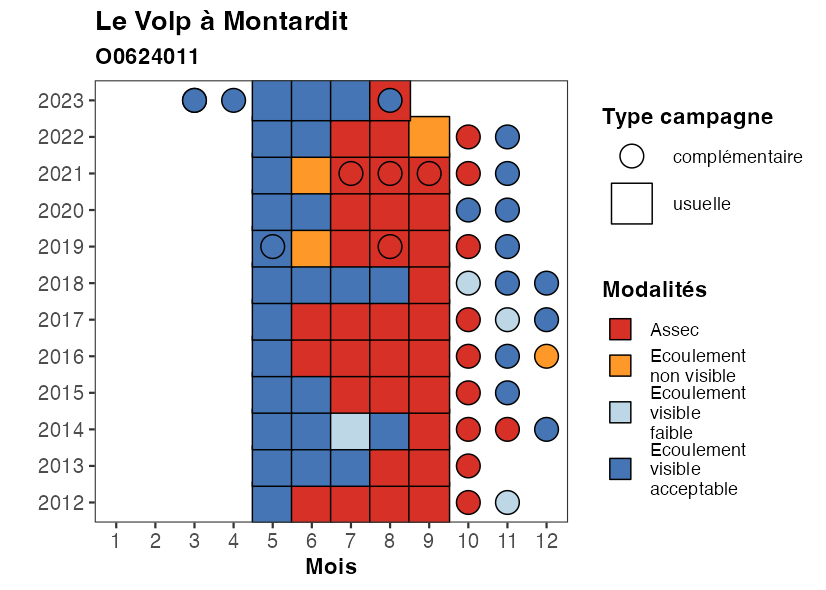 Le Volp à Montardit
O0624011
2023
2022
2021
2020
2019
2018
2017
2016
2015
2014
2013
2012
1 2 3 4 5 6 7 8 9 10 11 12
Mois
Type campagne
complémentaire
usuelle
Modalités
Assec
Ecoulement
non visible
Ecoulement
visible
faible
Ecoulement
visible
acceptable